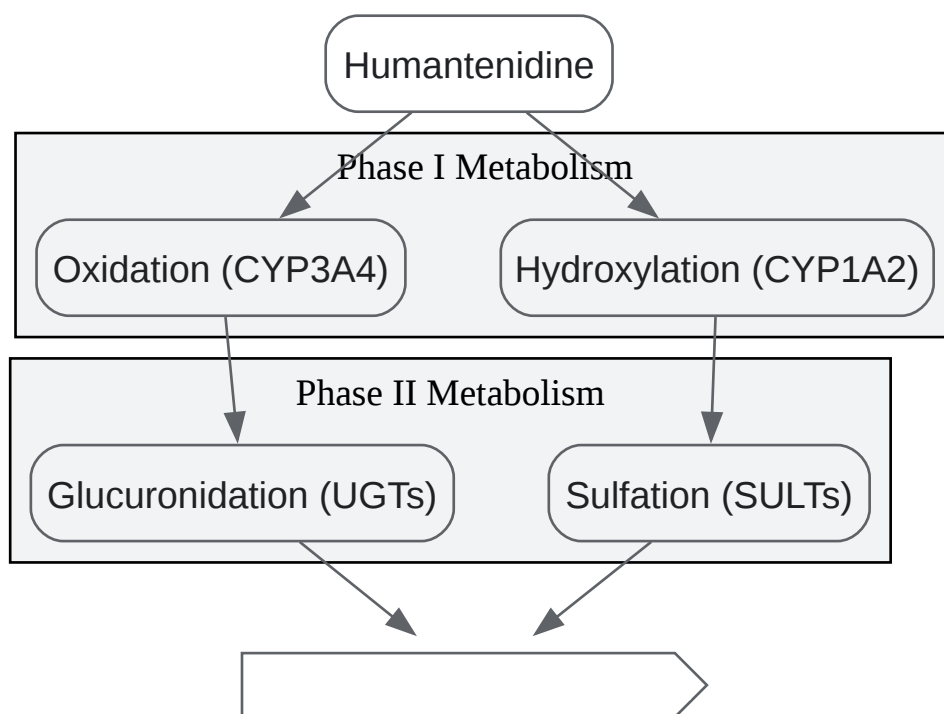 Humantenidine
Phase I Metabolism
Oxidation (CYP3A4)
Hydroxylation (CYP1A2)
Phase II Metabolism
Glucuronidation (UGTs)
Sulfation (SULTs)